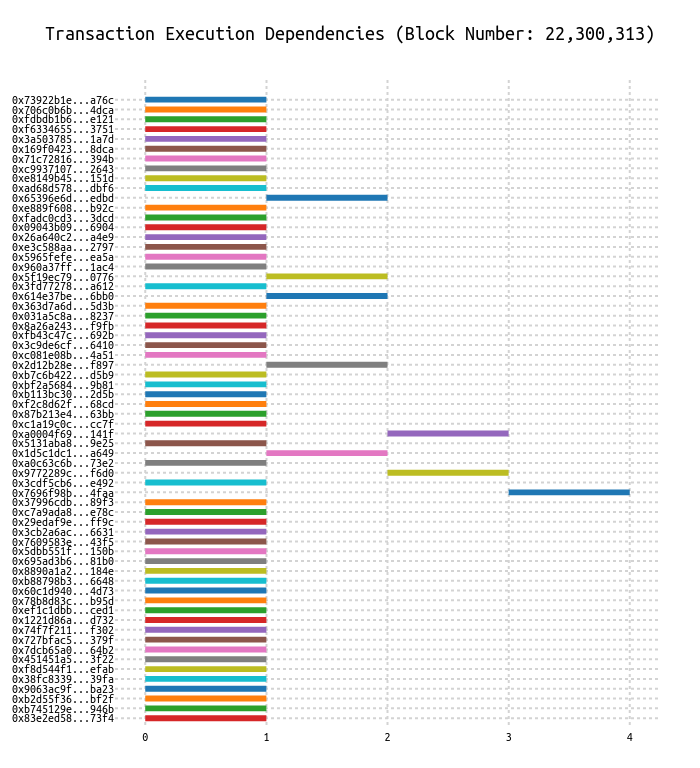 Transaction Execution Dependencies (Block Number: 22,300,313)
0x73922b1e...a76c
0x706c0b6b...4dca
0xfdbdb1b6...e121
0xf6334655...3751
0x3a503785...1a7d
0x169f0423...8dca
0x71c72816...394b
0xc9937107...2643
0xe8149b45...151d
0xad68d578...dbf6
0x65396e6d...edbd
0xe889f608...b92c
0xfadc0cd3...3dcd
0x09043b09...6904
0x26a640c2...a4e9
0xe3c588aa...2797
0x5965fefe...ea5a
0x960a37ff...1ac4
0x5f19ec79...0776
0x3fd77278...a612
0x614e37be...6bb0
0x363d7a6d...5d3b
0x031a5c8a...8237
0x8a26a243...f9fb
0xfb43c47c...692b
0x3c9de6cf...6410
0xc081e08b...4a51
0x2d12b28e...f897
0xb7c6b422...d5b9
0xbf2a5684...9b81
0xb113bc30...2d5b
0xf2c8d62f...68cd
0x87b213e4...63bb
0xc1a19c0c...cc7f
0xa0004f69...141f
0x5131aba8...9e25
0x1d5c1dc1...a649
0xa0c63c6b...73e2
0x9772289c...f6d0
0x3cdf5cb6...e492
0x7696f98b...4faa
0x37996cdb...89f3
0xc7a9ada8...e78c
0x29edaf9e...ff9c
0x3cb2a6ac...6631
0x7609583e...43f5
0x5dbb551f...150b
0x695ad3b6...81b0
0x8890a1a2...184e
0xb88798b3...6648
0x60c1d940...4d73
0x78b8d83c...b95d
0xef1c1dbb...ced1
0x1221d86a...d732
0x74f7f211...f302
0x727bfac5...379f
0x7dcb65a0...64b2
0x451451a5...3f22
0xf8d544f1...efab
0x38fc8339...39fa
0x9063ac9f...ba23
0xb2d55f36...bf2f
0xb745129e...946b
0x83e2ed58...73f4
0 1 2 3 4